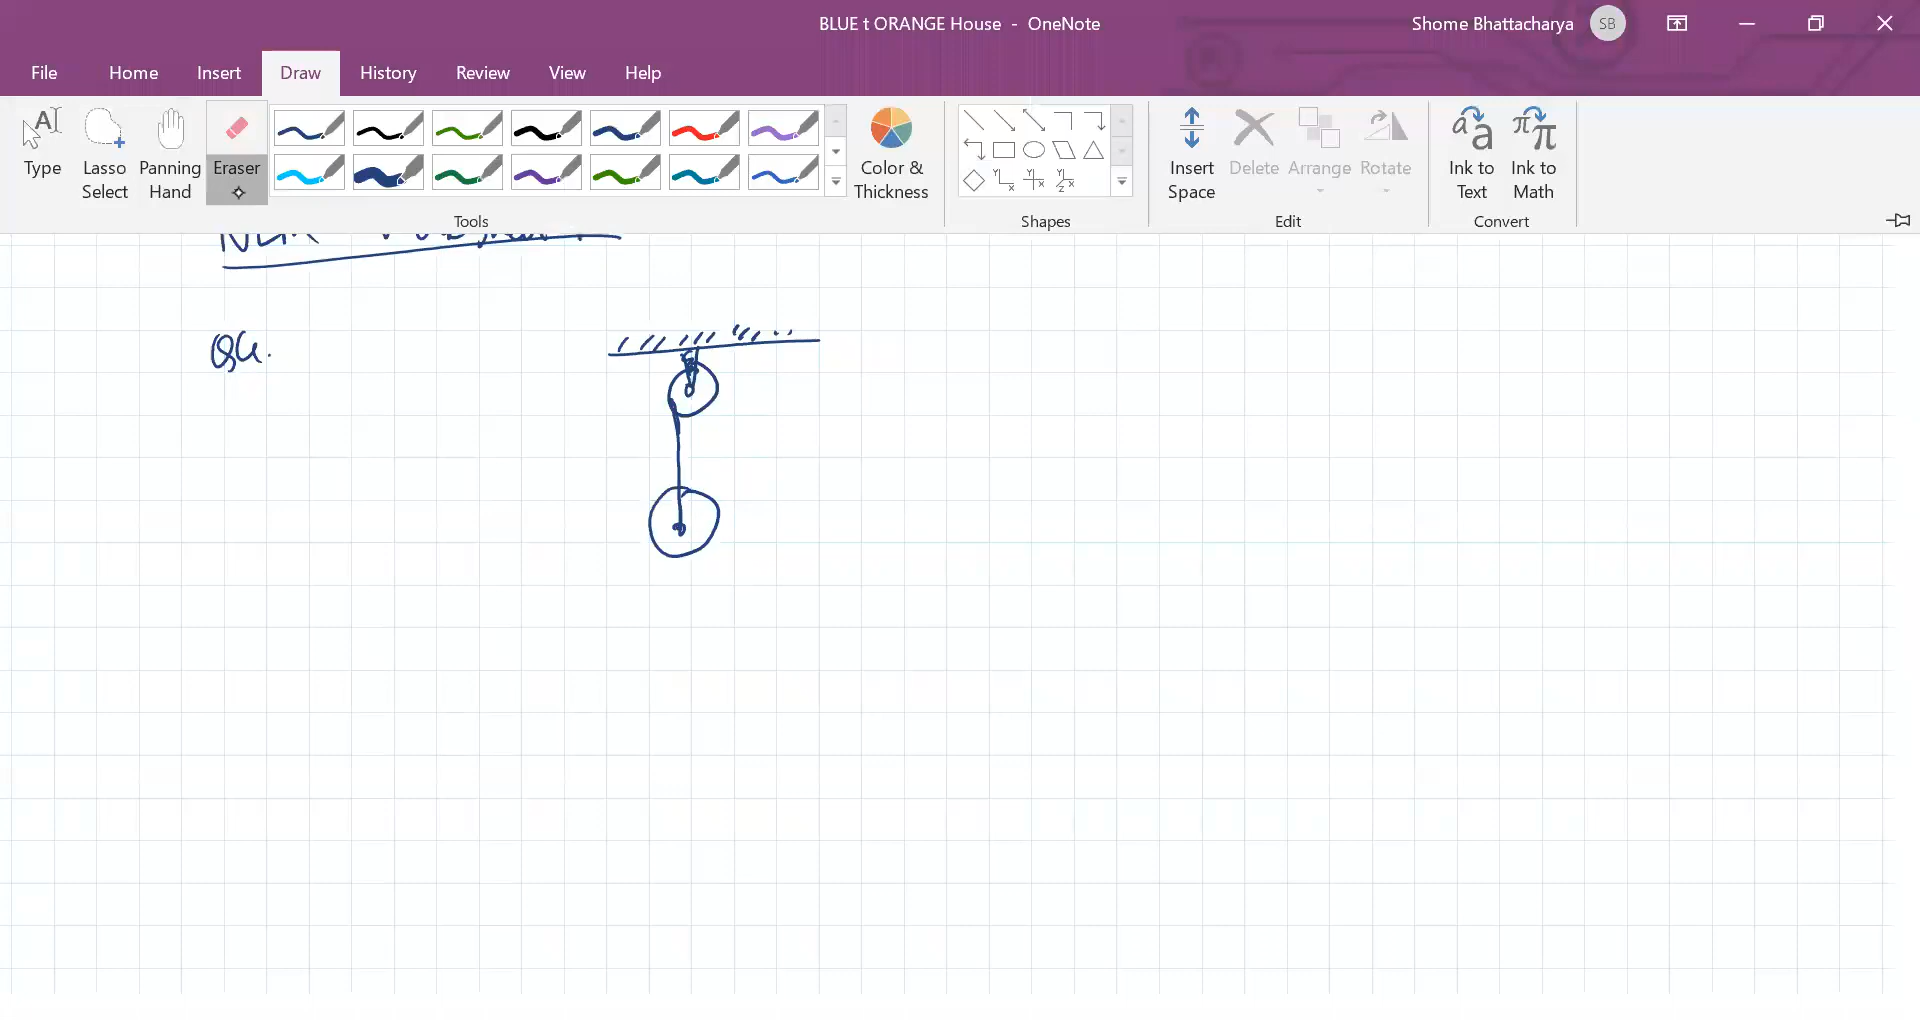 BLUE t ORANGE House - OneNote
Shome Bhattacharya
SB
File
Home
Insert
Draw
History
Review
View
Help
Type
Lasso Select
Panning Hand
Eraser
Color & Thickness
Insert Space
Delete
Arrange
Rotate
Ink to Text
Ink to Math
Tools
Shapes
Edit
Convert